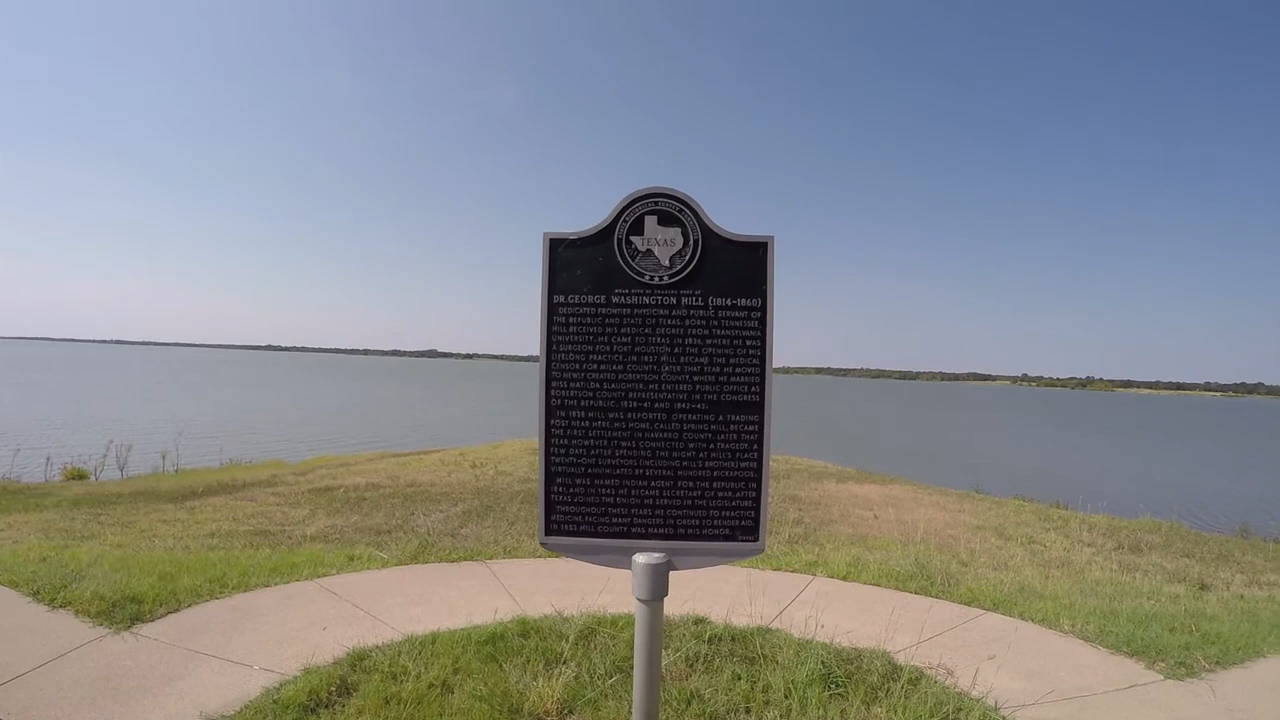 STATE HISTORICAL SURVEY COMMITTEE
TEXAS
NEAR SITE OF TRADING POST OF
DR. GEORGE WASHINGTON HILL (1814-1860)
DEDICATED FRONTIER PHYSICIAN AND PUBLIC SERVANT OF
THE REPUBLIC AND STATE OF TEXAS. BORN IN TENNESSEE,
HILL RECEIVED HIS MEDICAL DEGREE FROM TRANSYLVANIA
UNIVERSITY. HE CAME TO TEXAS IN 1836, WHERE HE WAS
A SURGEON FOR FORT HOUSTON AT THE OPENING OF HIS
LIFELONG PRACTICE. IN 1837 HILL BECAME THE MEDICAL
CENSOR FOR MILAM COUNTY. LATER THAT YEAR HE MOVED
TO NEWLY CREATED ROBERTSON COUNTY, WHERE HE MARRIED
MISS MATILDA SLAUGHTER. HE ENTERED PUBLIC OFFICE AS
ROBERTSON COUNTY REPRESENTATIVE IN THE CONGRESS
OF THE REPUBLIC, 1838-41 AND 1842-43.
IN 1838 HILL WAS REPORTED OPERATING A TRADING
POST NEAR HERE. HIS HOME, CALLED SPRING HILL, BECAME
THE FIRST SETTLEMENT IN NAVARRO COUNTY. LATER THAT
YEAR, HOWEVER, IT WAS CONNECTED WITH A TRAGEDY. A
FEW DAYS AFTER SPENDING THE NIGHT AT HILL'S PLACE
TWENTY-ONE SURVEYORS (INCLUDING HILL'S BROTHER) WERE
VIRTUALLY ANNIHILATED BY SEVERAL HUNDRED KICKAPOOS.
HILL WAS NAMED INDIAN AGENT FOR THE REPUBLIC IN
1841, AND IN 1843 HE BECAME SECRETARY OF WAR. AFTER
TEXAS JOINED THE UNION HE SERVED IN THE LEGISLATURE.
THROUGHOUT THESE YEARS HE CONTINUED TO PRACTICE
MEDICINE, FACING MANY DANGERS IN ORDER TO RENDER AID.
IN 1853 HILL COUNTY WAS NAMED IN HIS HONOR.